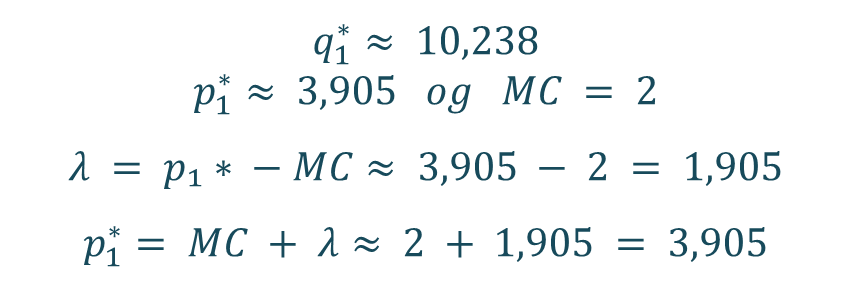 q₁* ≈ 10,238
p₁* ≈ 3,905 og MC = 2
λ = p₁ * − MC ≈ 3,905 − 2 = 1,905
p₁* = MC + λ ≈ 2 + 1,905 = 3,905